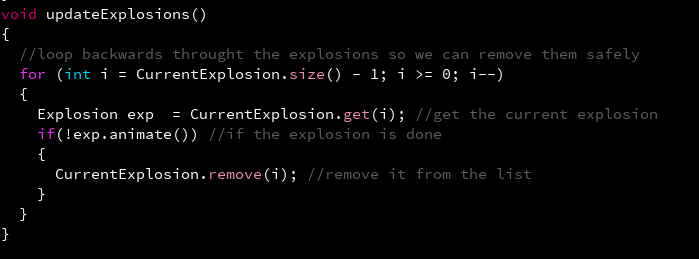 void updateExplosions()
{
  //loop backwards throught the explosions so we can remove them safely
  for (int i = CurrentExplosion.size() - 1; i >= 0; i--)
  {
    Explosion exp  = CurrentExplosion.get(i); //get the current explosion
    if(!exp.animate()) //if the explosion is done
    {
      CurrentExplosion.remove(i); //remove it from the list
    }
  }
}